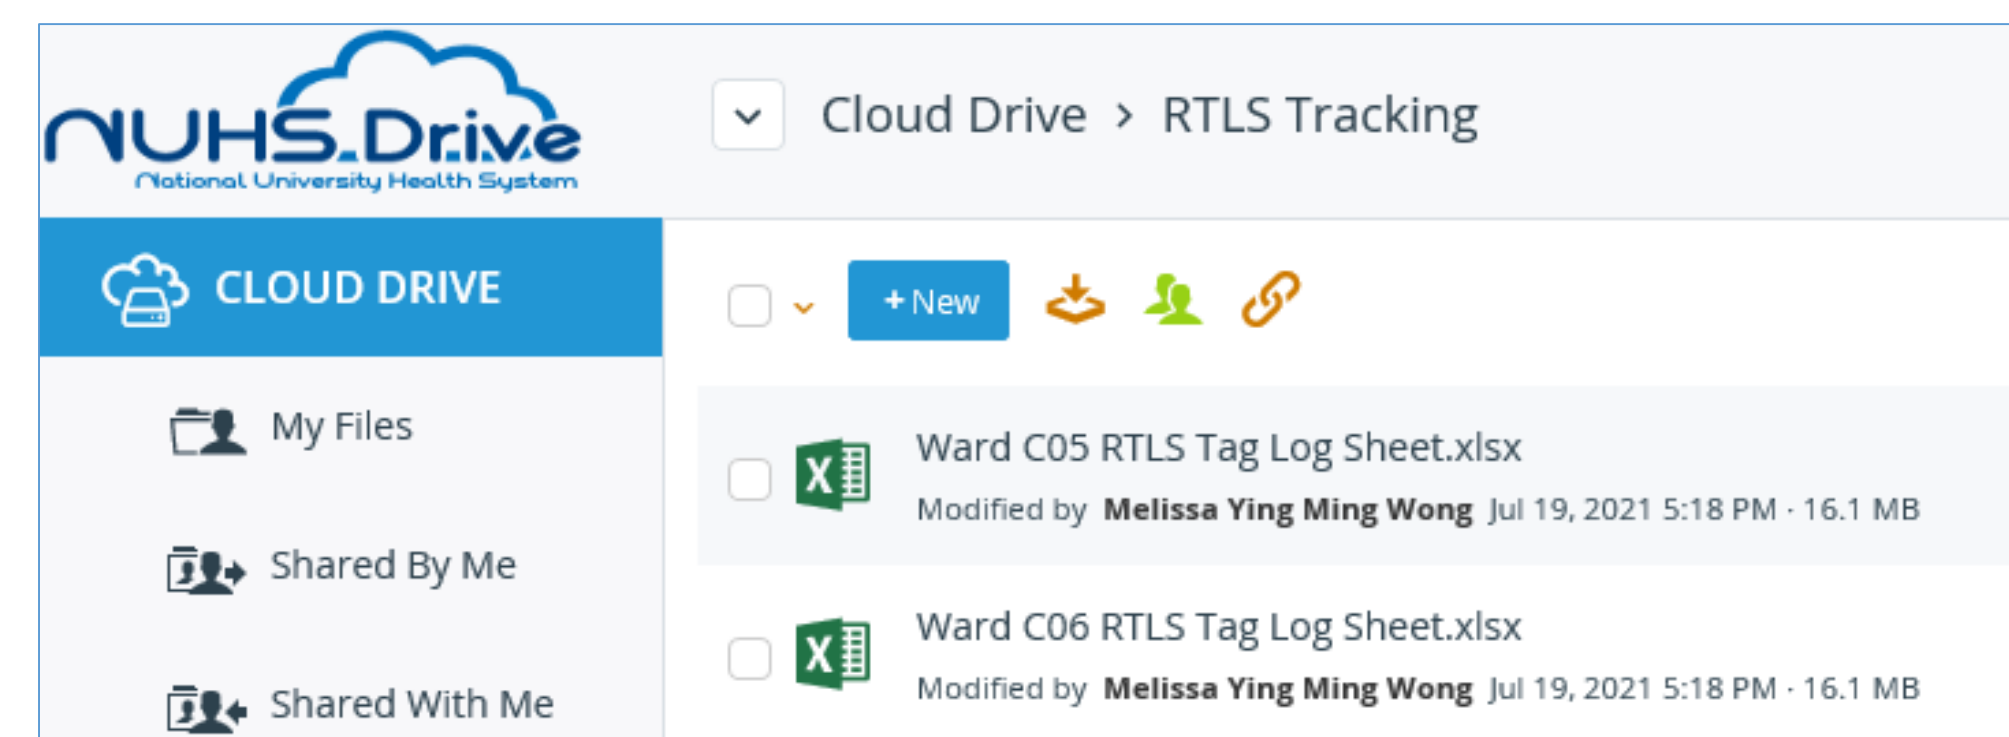 NUHS.Drive
National University Health System
Cloud Drive > RTLS Tracking
CLOUD DRIVE
My Files
Shared By Me
Shared With Me
+ New
Ward C05 RTLS Tag Log Sheet.xlsx
Modified by Melissa Ying Ming Wong Jul 19, 2021 5:18 PM · 16.1 MB
Ward C06 RTLS Tag Log Sheet.xlsx
Modified by Melissa Ying Ming Wong Jul 19, 2021 5:18 PM · 16.1 MB